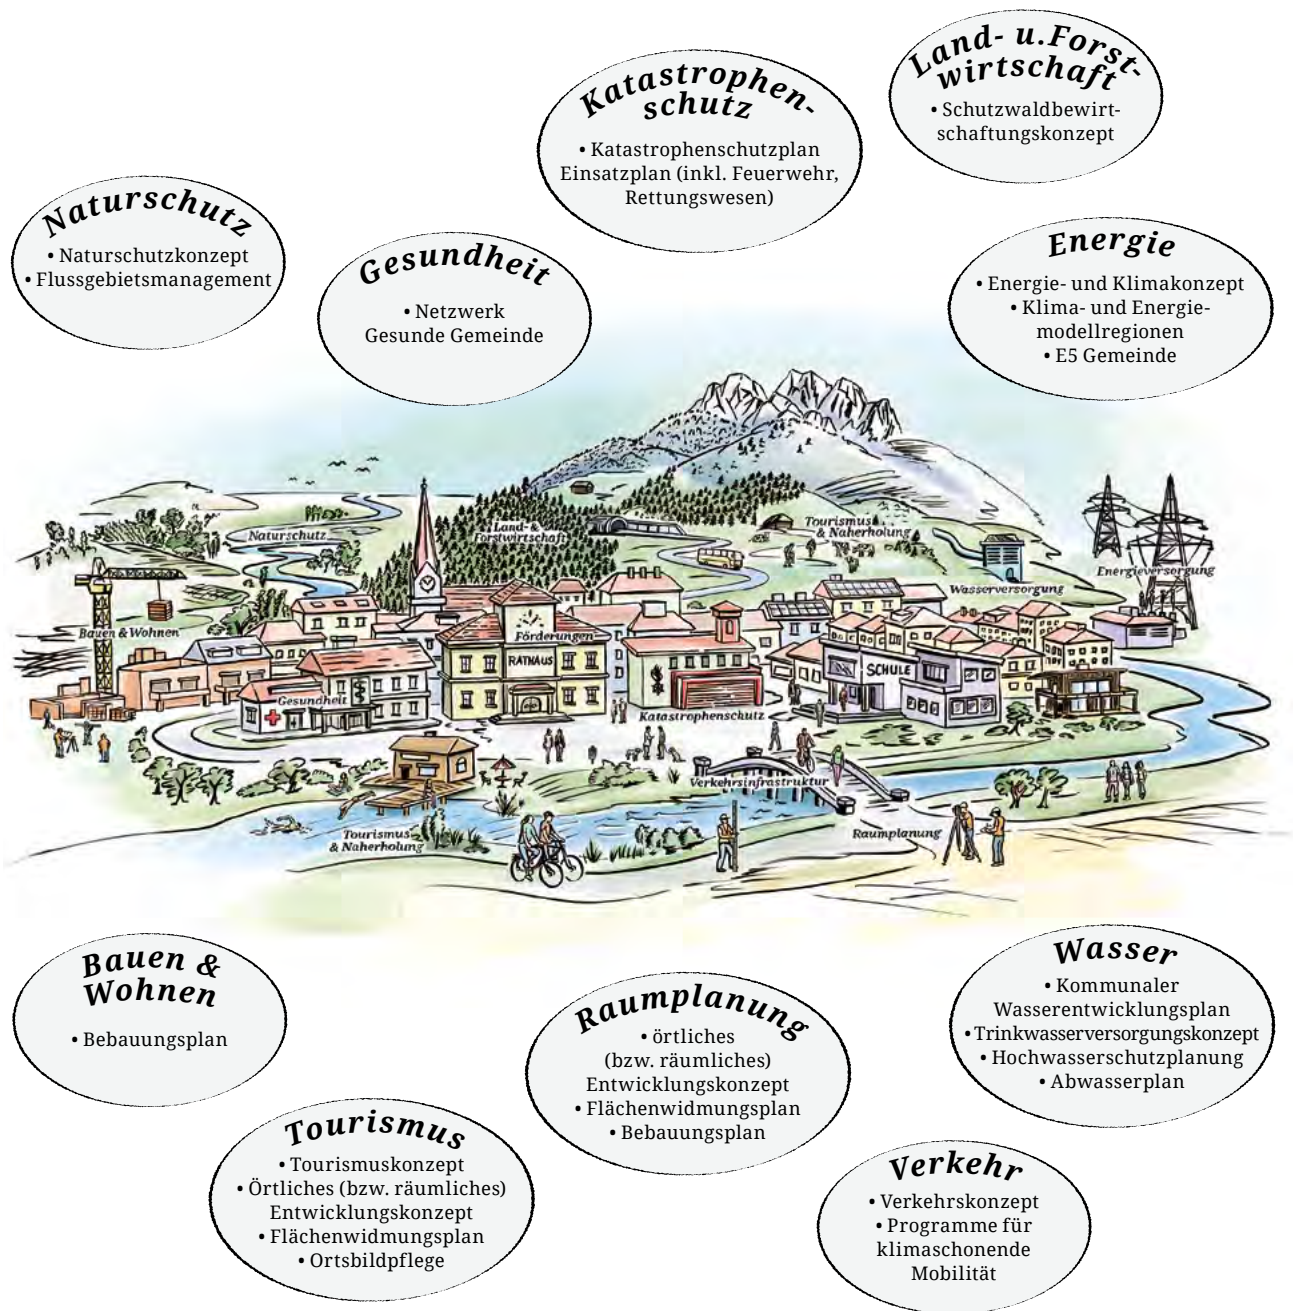 Land- u.Forst-
wirtschaft
• Schutzwaldbewirt-
schaftungskonzept
Katastrophen-
schutz
• Katastrophenschutzplan
Einsatzplan (inkl. Feuerwehr,
Rettungswesen)
Naturschutz
• Naturschutzkonzept
• Flussgebietsmanagement
Gesundheit
• Netzwerk
Gesunde Gemeinde
Energie
• Energie- und Klimakonzept
• Klima- und Energie-
modellregionen
• E5 Gemeinde
Naturschutz
Land- &
Forstwirtschaft
Tourismus
& Naherholung
Energieversorgung
Wasserversorgung
Bauen & Wohnen
Förderungen
RATHAUS
SCHULE
Gesundheit
Katastrophenschutz
Verkehrsinfrastruktur
Tourismus
& Naherholung
Raumplanung
Bauen &
Wohnen
• Bebauungsplan
Raumplanung
• örtliches
(bzw. räumliches)
Entwicklungskonzept
• Flächenwidmungsplan
• Bebauungsplan
Wasser
• Kommunaler
Wasserentwicklungsplan
• Trinkwasserversorgungskonzept
• Hochwasserschutzplanung
• Abwasserplan
Tourismus
• Tourismuskonzept
• Örtliches (bzw. räumliches)
Entwicklungskonzept
• Flächenwidmungsplan
• Ortsbildpflege
Verkehr
• Verkehrskonzept
• Programme für
klimaschonende
Mobilität